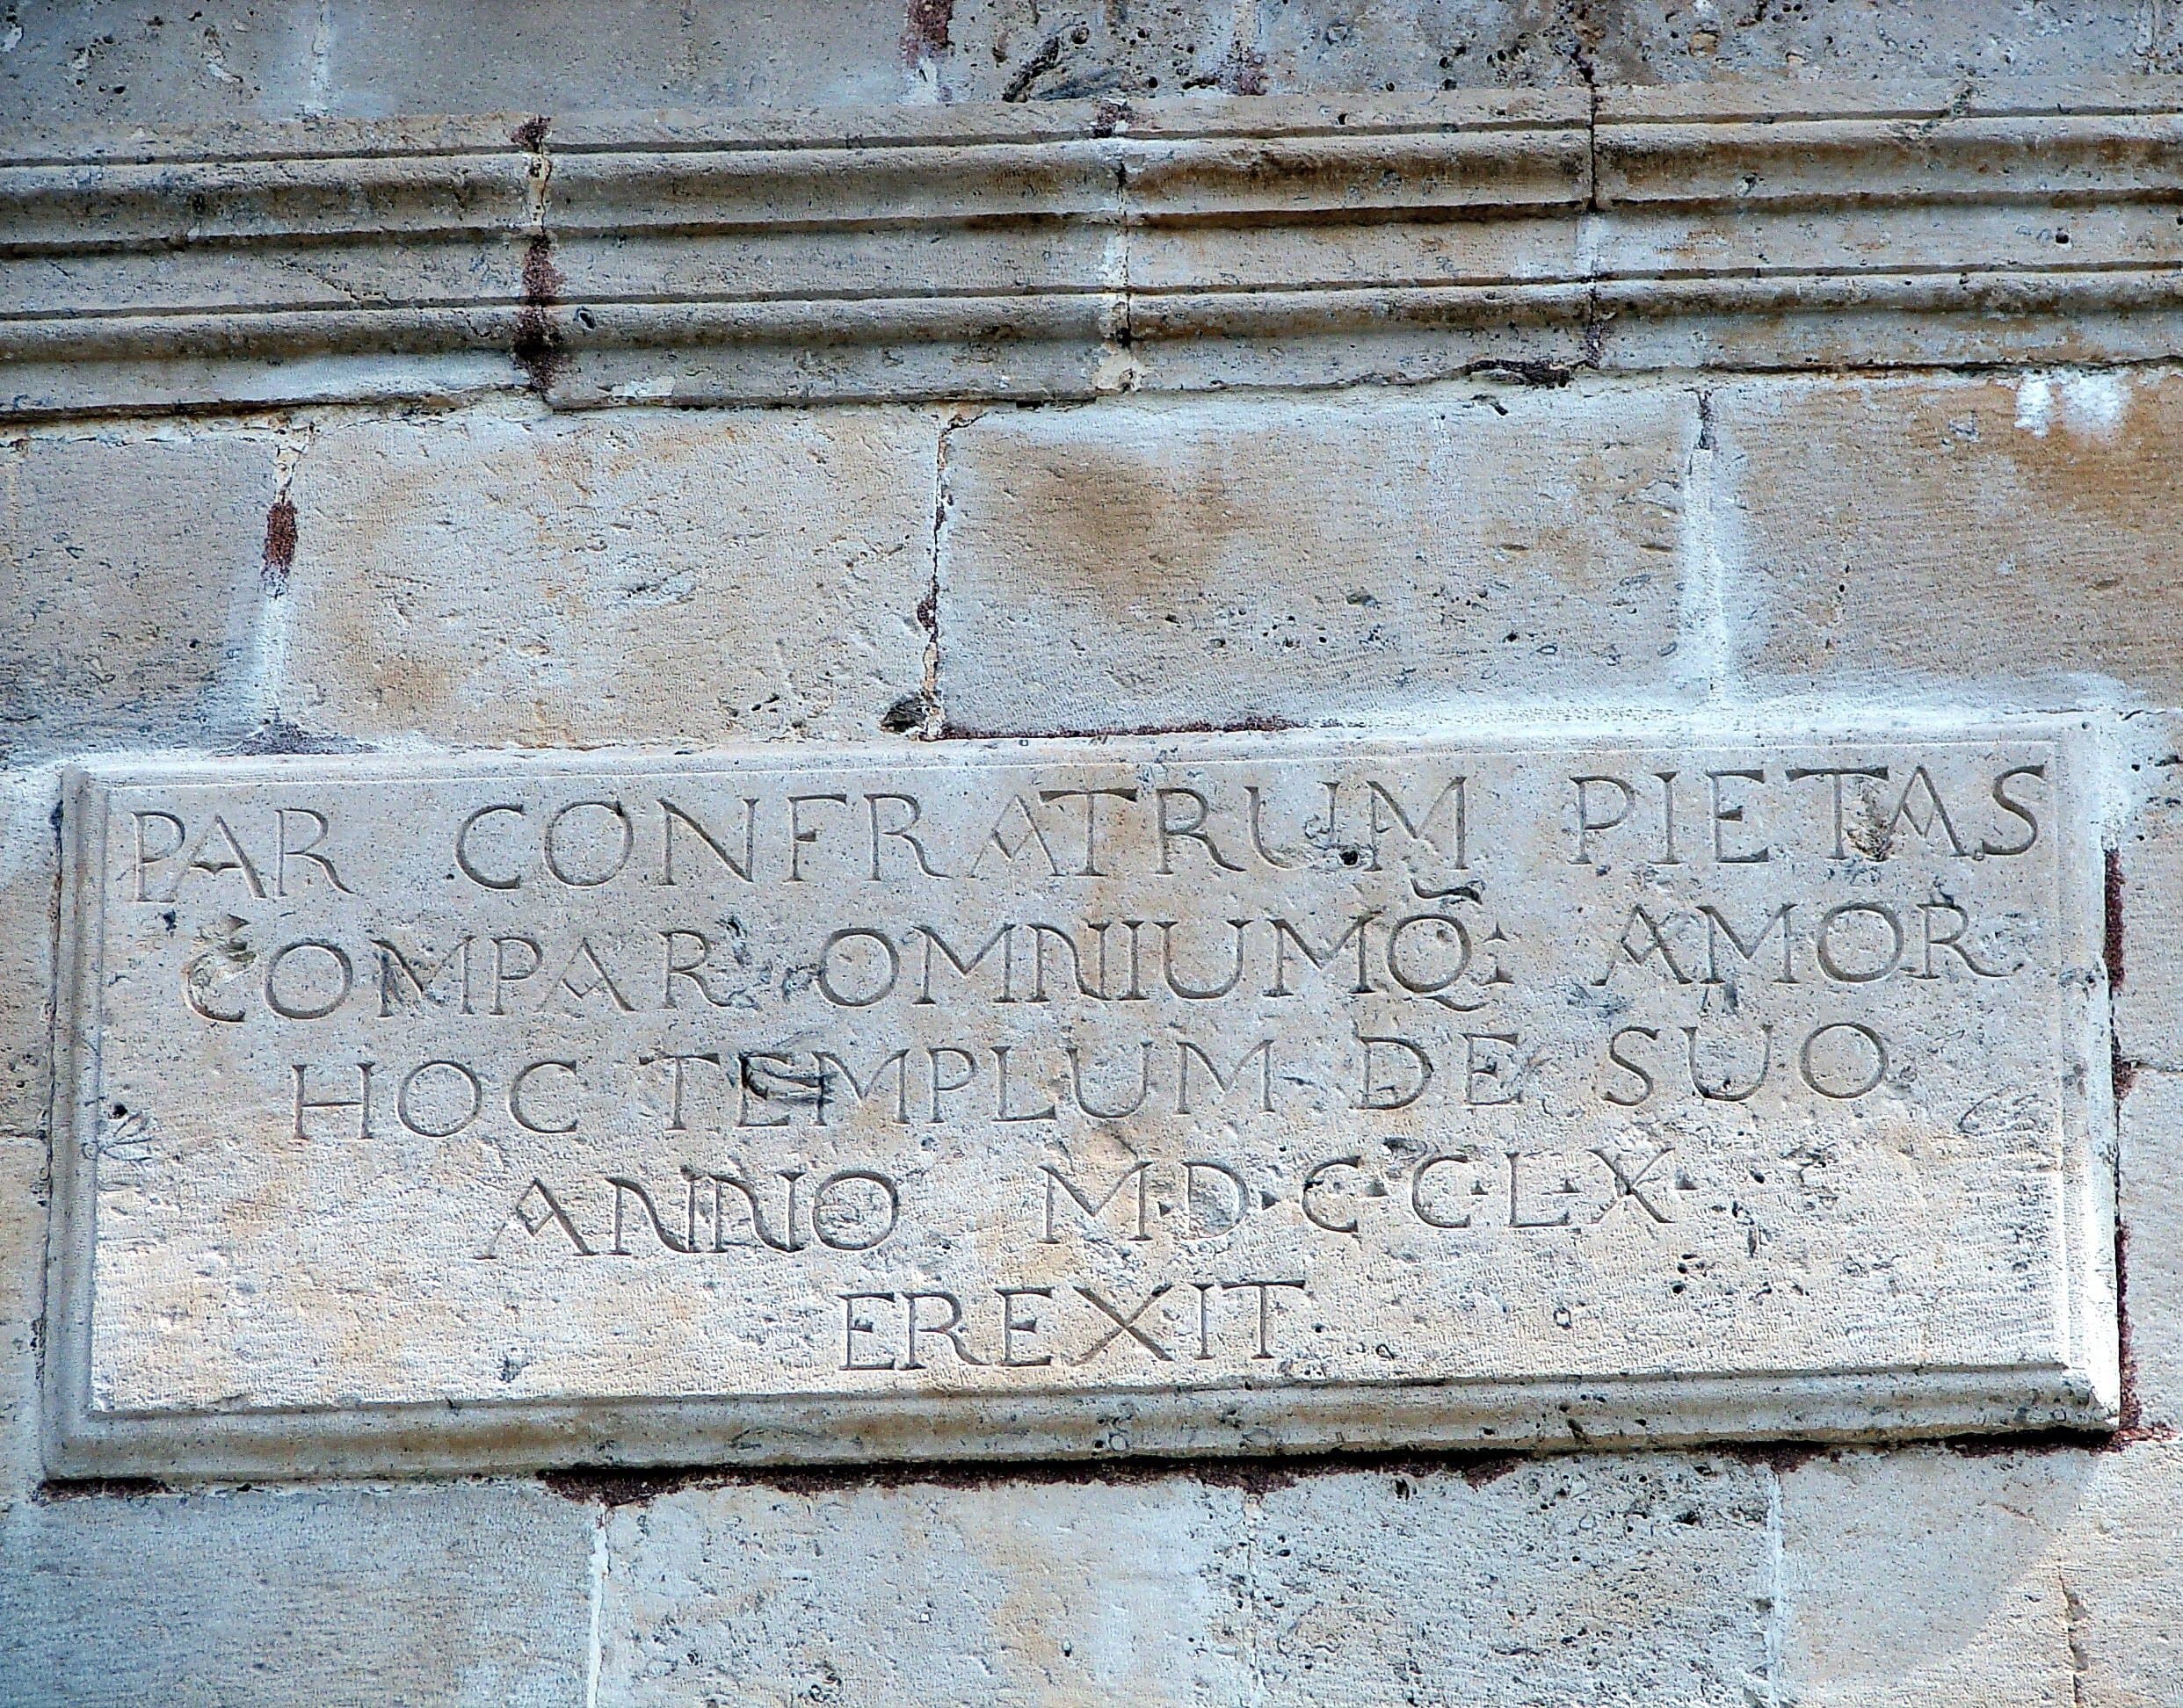 PAR CONFRATRUM PIETAS
COMPAR OMNIUMQ̃: AMOR
HOC TEMPLUM DE SUO
ANNO M·D·C·C·L·X·
EREXIT